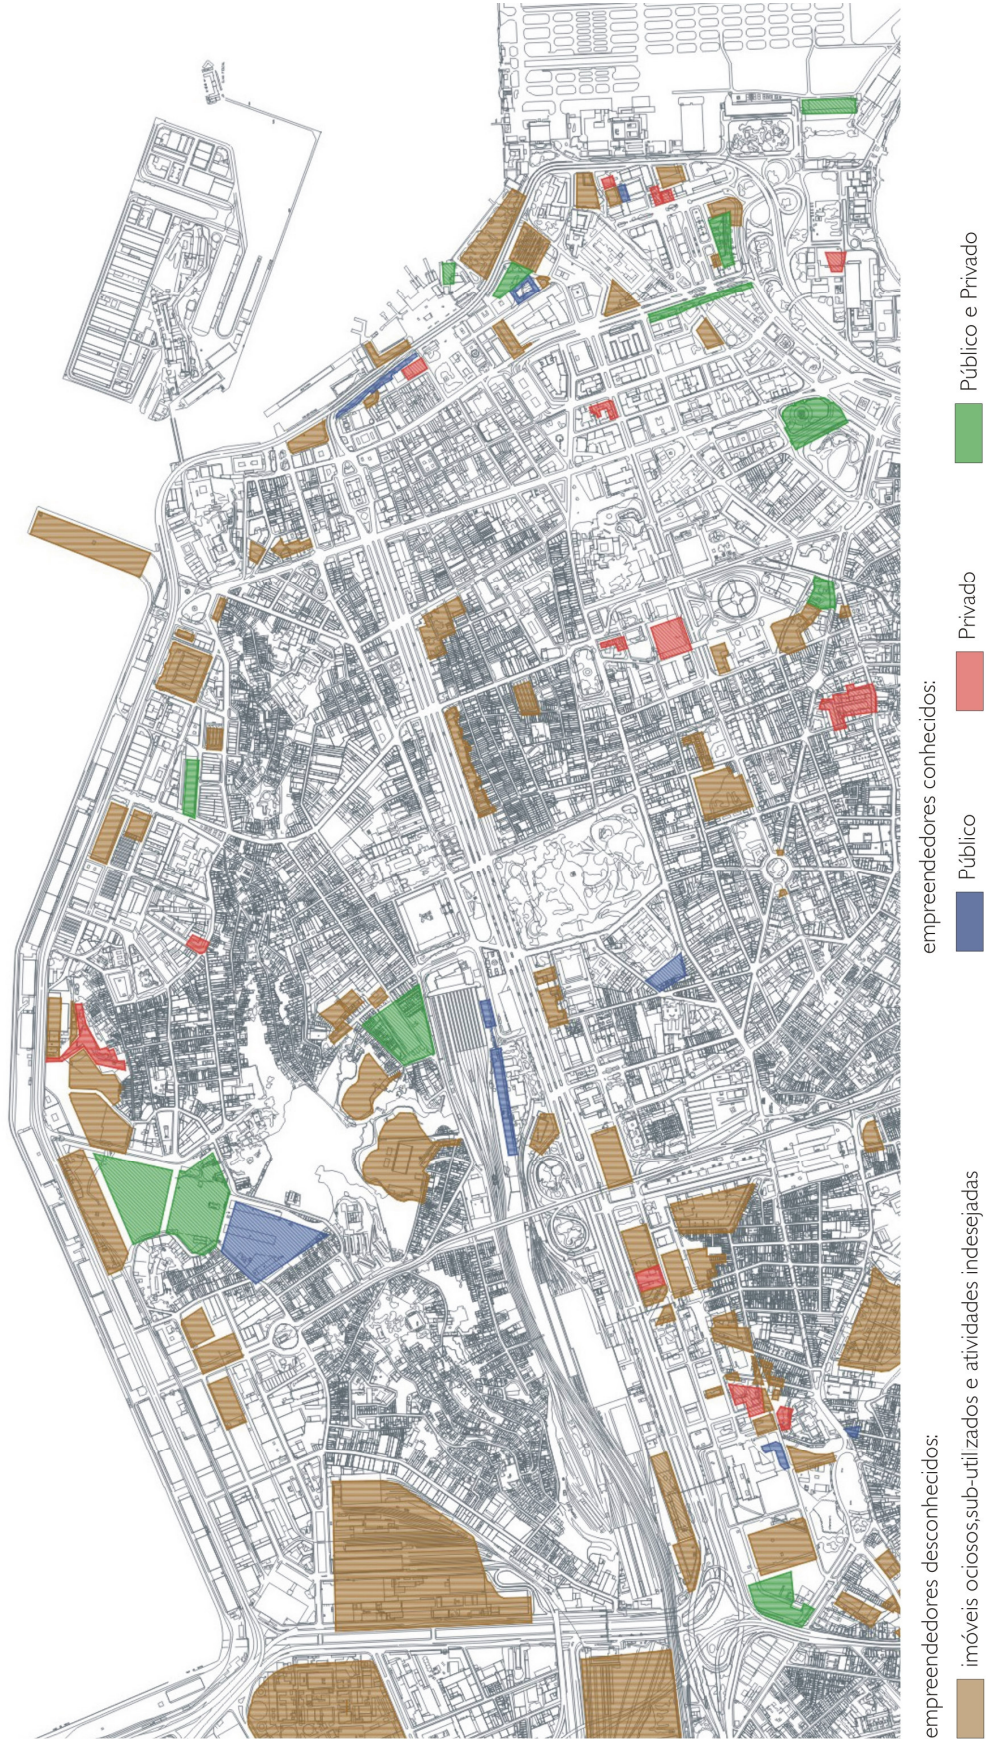 empreendedores desconhecidos:
imóveis ociosos,sub-utilizados e atividades indesejadas
empreendedores conhecidos:
Público
Privado
Público e Privado